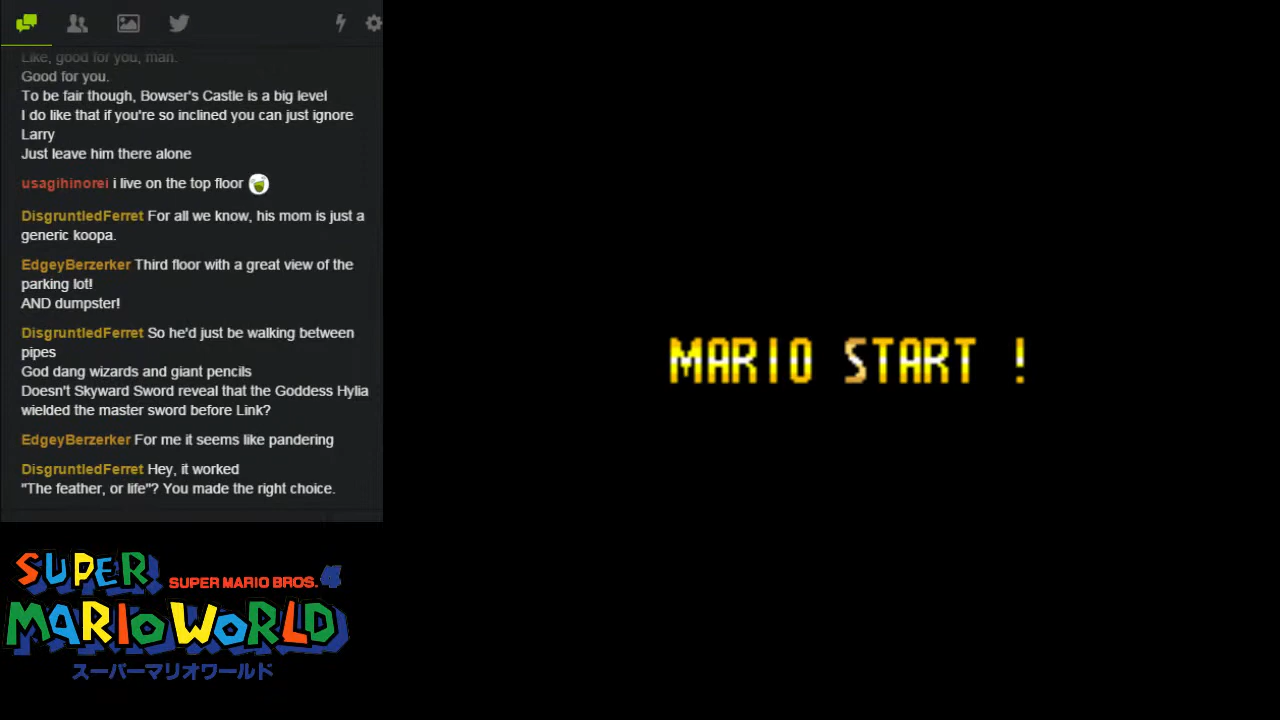 Like, good for you, man.
Good for you.
To be fair though, Bowser's Castle is a big level
I do like that if you're so inclined you can just ignore
Larry
Just leave him there alone
usagihinorei i live on the top floor
DisgruntledFerret For all we know, his mom is just a
generic koopa.
EdgeyBerzerker Third floor with a great view of the
parking lot!
AND dumpster!
DisgruntledFerret So he'd just be walking between
pipes
God dang wizards and giant pencils
Doesn't Skyward Sword reveal that the Goddess Hylia
wielded the master sword before Link?
EdgeyBerzerker For me it seems like pandering
DisgruntledFerret Hey, it worked
"The feather, or life"? You made the right choice.
MARIO START !
SUPER! SUPER MARIO BROS. 4
MARIO WORLD
スーパーマリオワールド